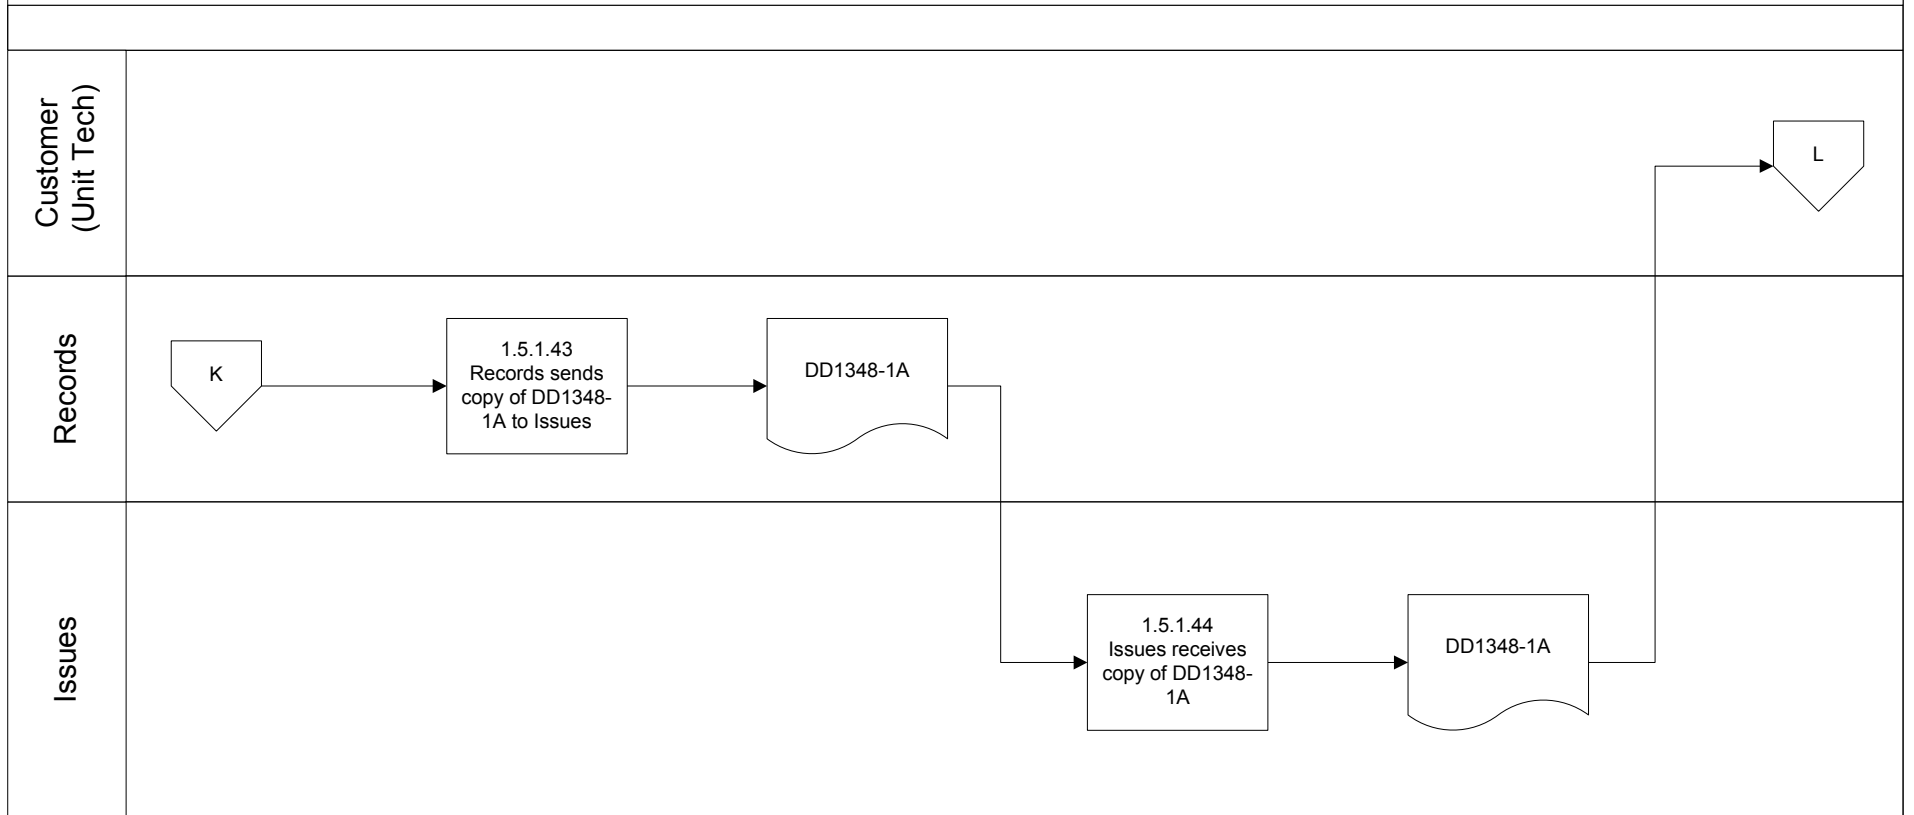 Customer
(Unit Tech)
L
Records
K
1.5.1.43
Records sends
copy of DD1348-
1A to Issues
DD1348-1A
Issues
1.5.1.44
Issues receives
copy of DD1348-
1A
DD1348-1A